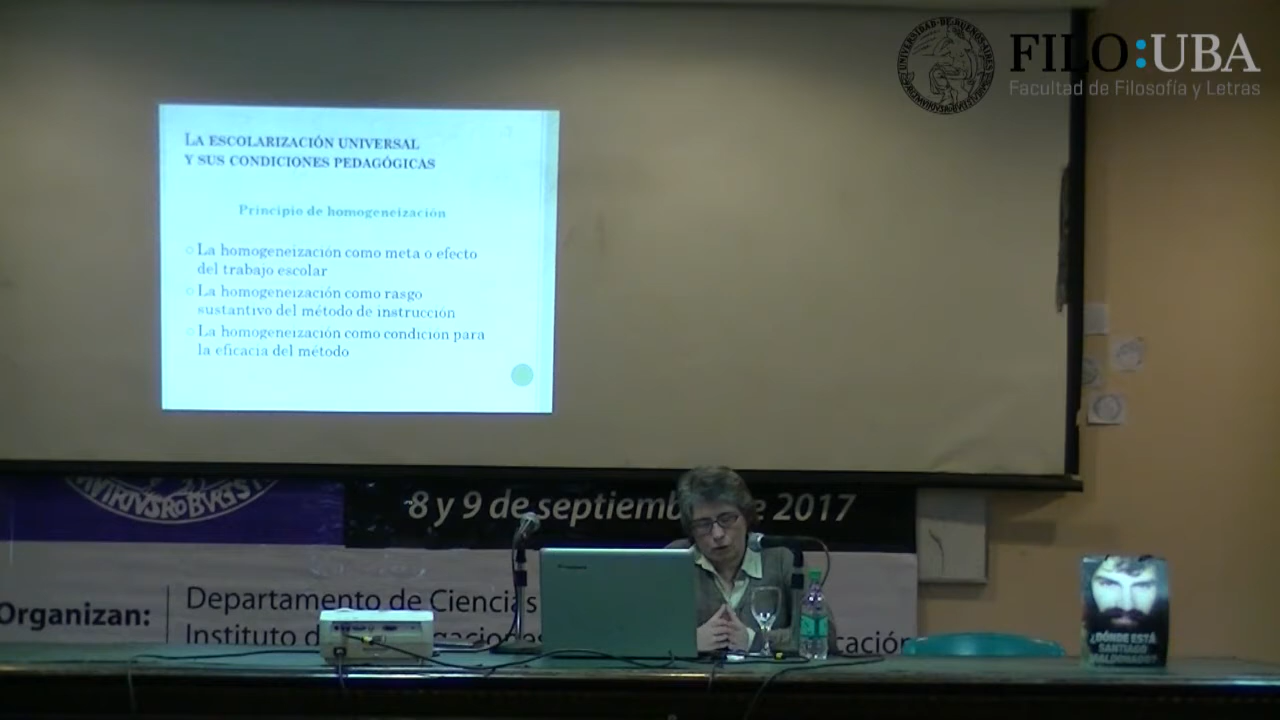 FILO:UBA
Facultad de Filosofía y Letras
LA ESCOLARIZACIÓN UNIVERSAL
Y SUS CONDICIONES PEDAGÓGICAS
Principio de homogeneización
La homogeneización como meta o efecto
del trabajo escolar
La homogeneización como rasgo
sustantivo del método de instrucción
La homogeneización como condición para
la eficacia del método
8 y 9 de septiemb e 2017
Organizan:
Departamento de Ciencias
Instituto d
¿DÓNDE ESTÁ
SANTIAGO
MALDONADO?